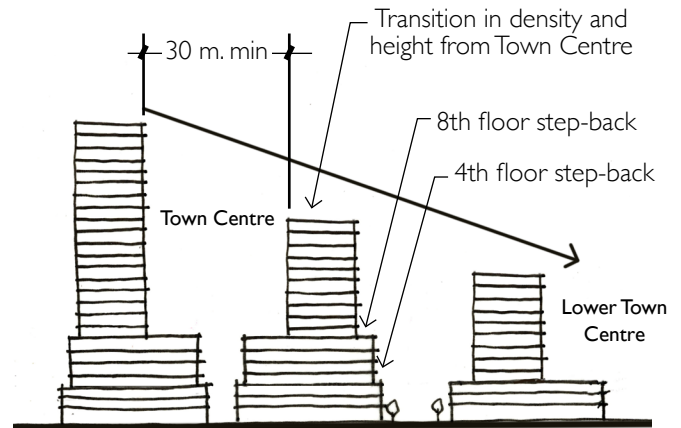 30 m. min
Transition in density and
height from Town Centre
8th floor step-back
4th floor step-back
Town Centre
Lower Town
Centre